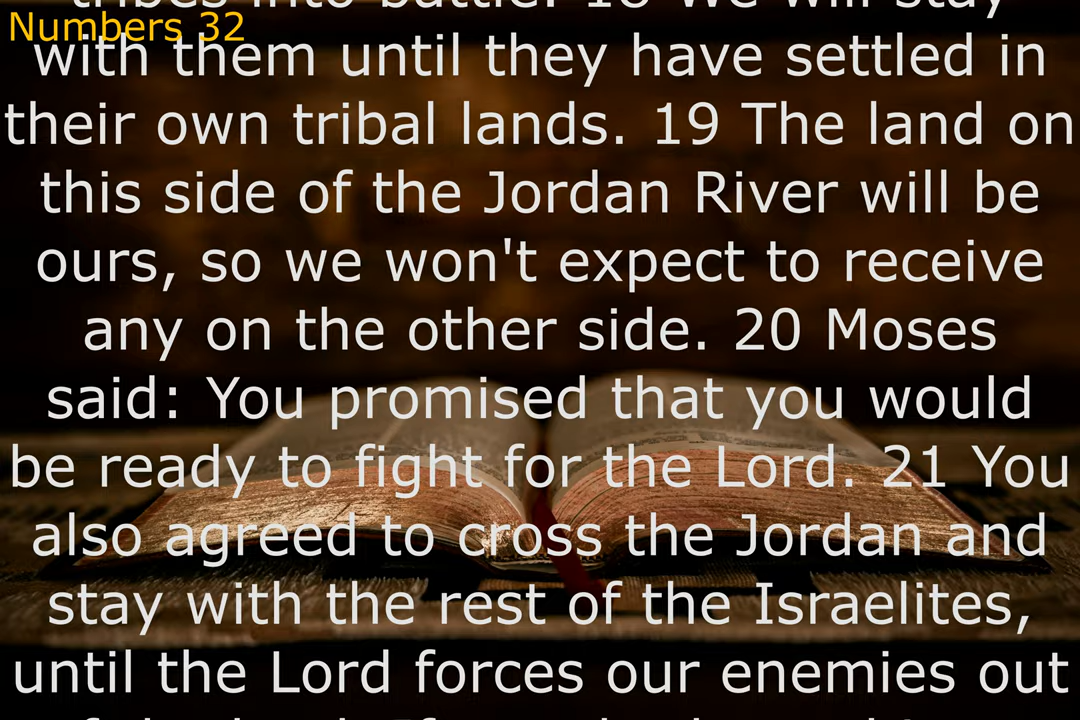 tribes into battle. 18 We will stay
Numbers 32
with them until they have settled in
their own tribal lands. 19 The land on
this side of the Jordan River will be
ours, so we won't expect to receive
any on the other side. 20 Moses
said: You promised that you would
be ready to fight for the Lord. 21 You
also agreed to cross the Jordan and
stay with the rest of the Israelites,
until the Lord forces our enemies out